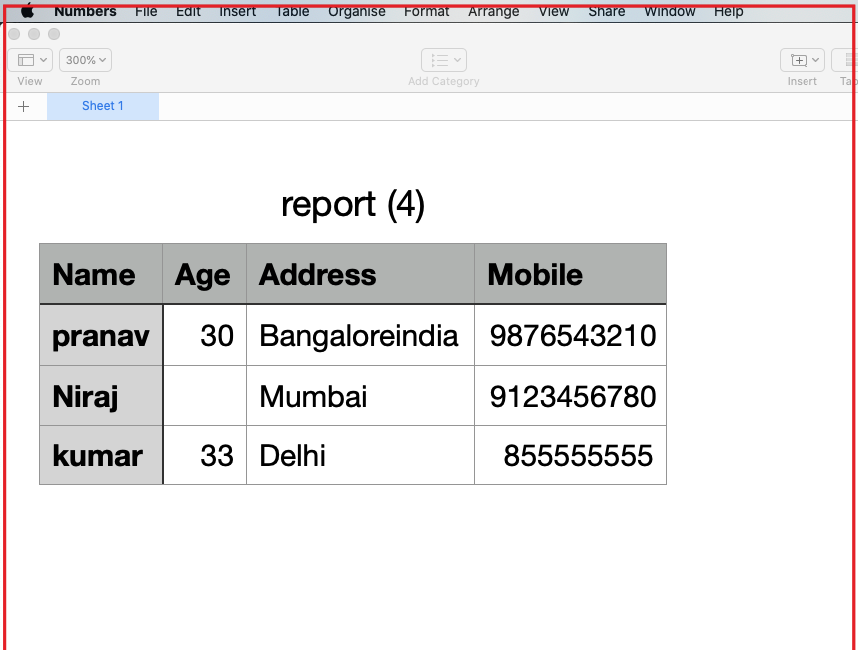 Numbers File Edit Insert Table Organise Format Arrange View Share Window Help
300%
View Zoom Add Category Insert
Sheet 1
report (4)
Name Age Address Mobile
pranav 30 Bangaloreindia 9876543210
Niraj Mumbai 9123456780
kumar 33 Delhi 855555555